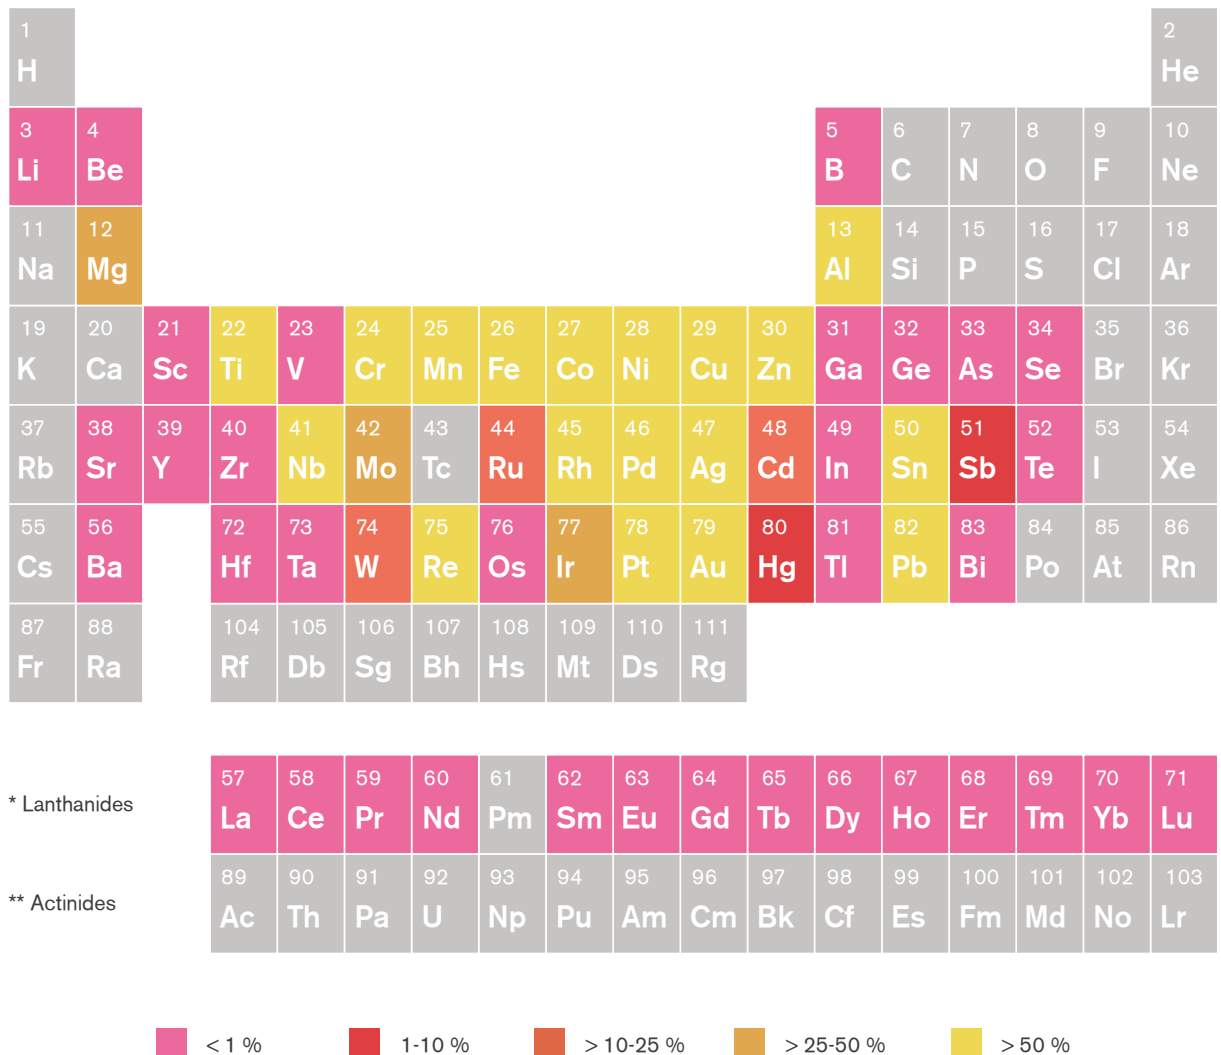 1 2
H He
3 4 5 6 7 8 9 10
Li Be B C N O F Ne
11 12 13 14 15 16 17 18
Na Mg Al Si P S Cl Ar
19 20 21 22 23 24 25 26 27 28 29 30 31 32 33 34 35 36
K Ca Sc Ti V Cr Mn Fe Co Ni Cu Zn Ga Ge As Se Br Kr
37 38 39 40 41 42 43 44 45 46 47 48 49 50 51 52 53 54
Rb Sr Y Zr Nb Mo Tc Ru Rh Pd Ag Cd In Sn Sb Te I Xe
55 56 72 73 74 75 76 77 78 79 80 81 82 83 84 85 86
Cs Ba Hf Ta W Re Os Ir Pt Au Hg Tl Pb Bi Po At Rn
87 88 104 105 106 107 108 109 110 111
Fr Ra Rf Db Sg Bh Hs Mt Ds Rg
57 58 59 60 61 62 63 64 65 66 67 68 69 70 71
* Lanthanides La Ce Pr Nd Pm Sm Eu Gd Tb Dy Ho Er Tm Yb Lu
89 90 91 92 93 94 95 96 97 98 99 100 101 102 103
** Actinides Ac Th Pa U Np Pu Am Cm Bk Cf Es Fm Md No Lr
< 1 % 1-10 % > 10-25 % > 25-50 % > 50 %